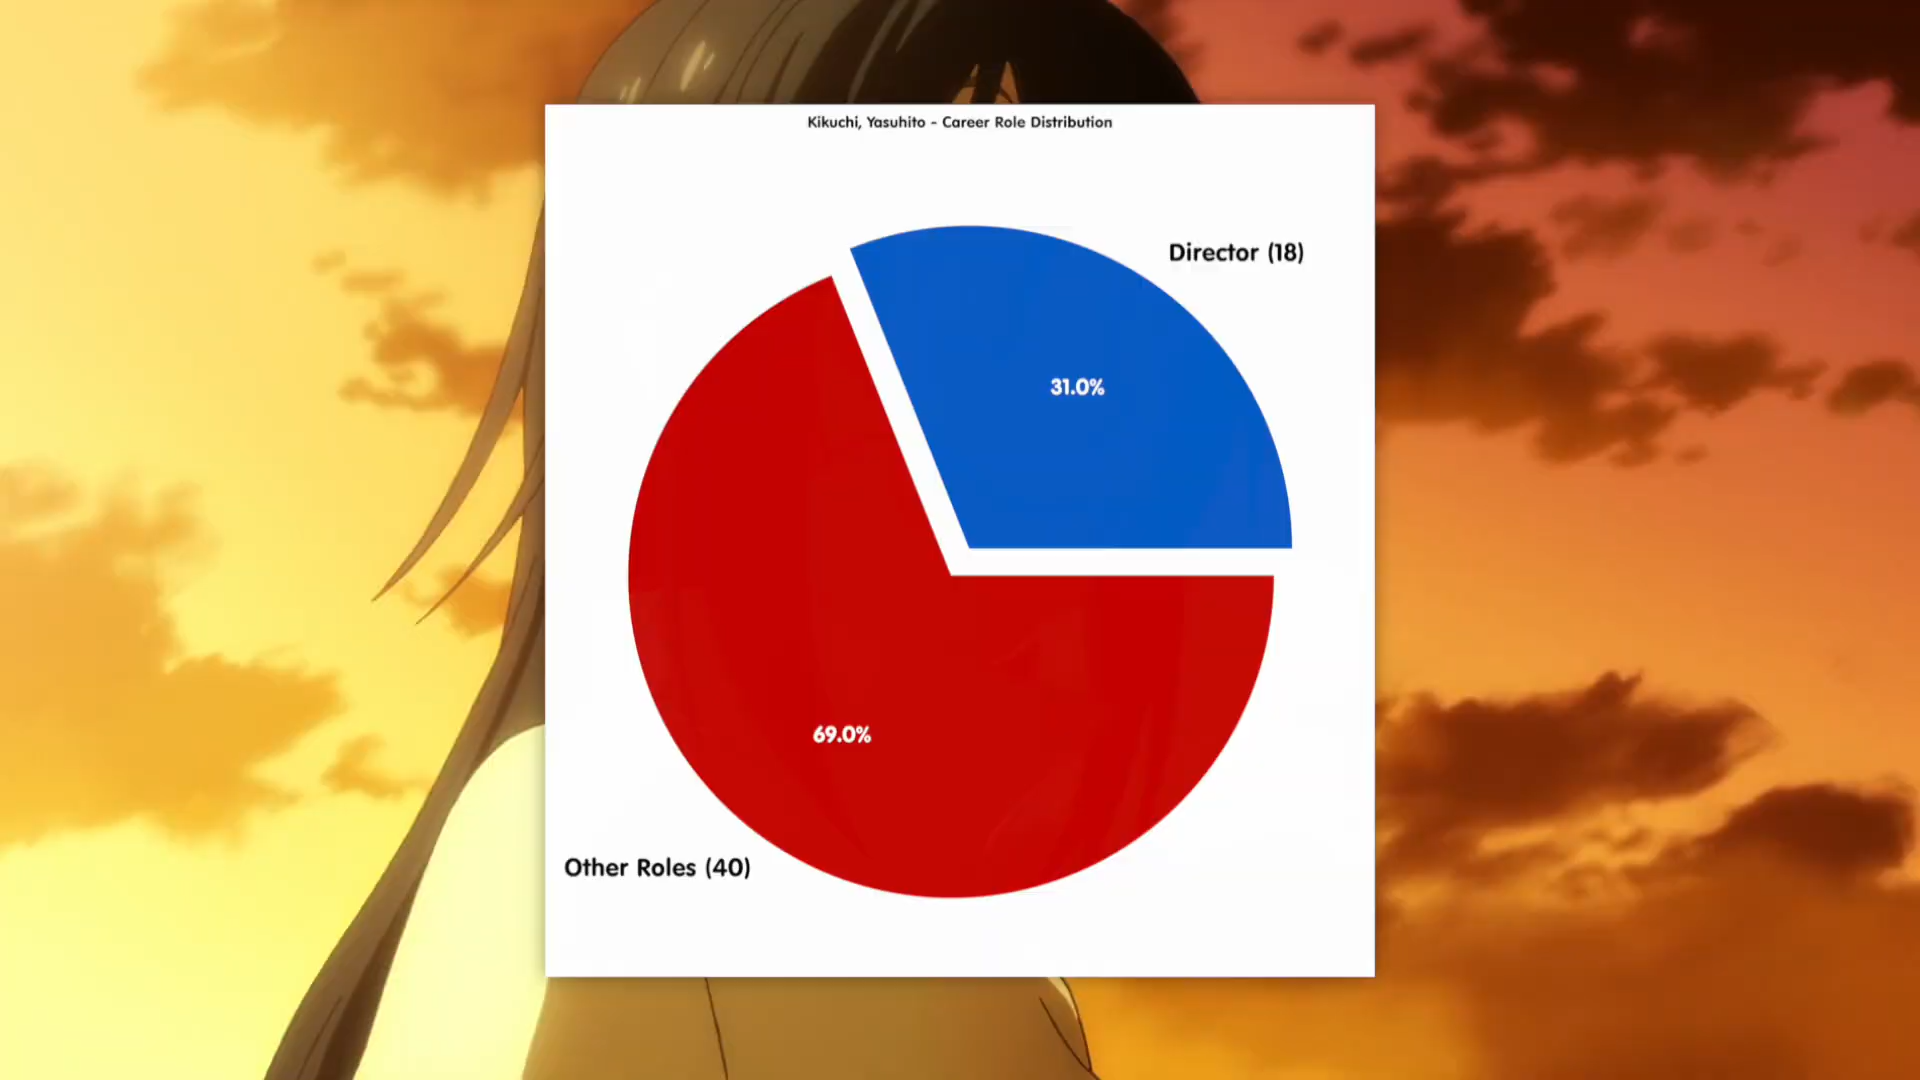 Kikuchi, Yasuhito - Career Role Distribution
Director (18)
31.0%
69.0%
Other Roles (40)